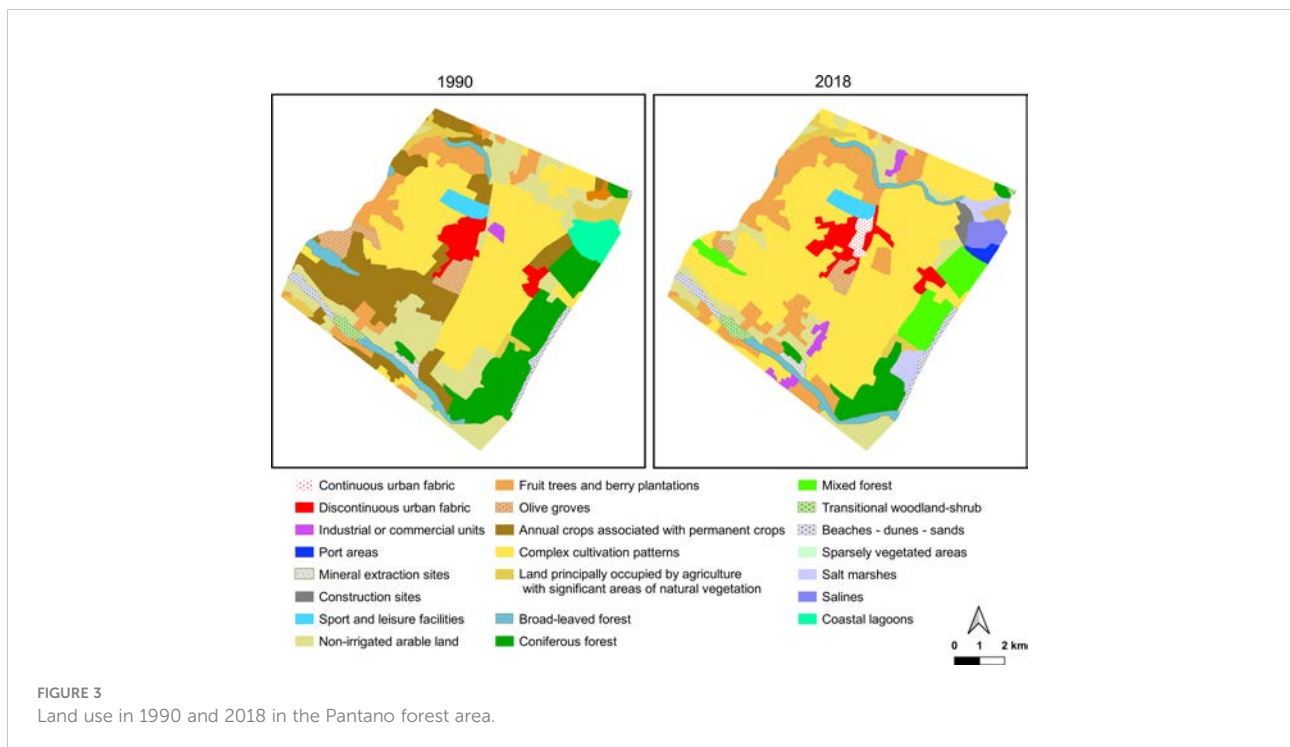 1990
2018
Continuous urban fabric
Discontinuous urban fabric
Industrial or commercial units
Port areas
Mineral extraction sites
Construction sites
Sport and leisure facilities
Non-irrigated arable land
Fruit trees and berry plantations
Olive groves
Annual crops associated with permanent crops
Complex cultivation patterns
Land principally occupied by agriculture
with significant areas of natural vegetation
Broad-leaved forest
Coniferous forest
Mixed forest
Transitional woodland-shrub
Beaches - dunes - sands
Sparsely vegetated areas
Salt marshes
Salines
Coastal lagoons
0 1 2 km
FIGURE 3
Land use in 1990 and 2018 in the Pantano forest area.